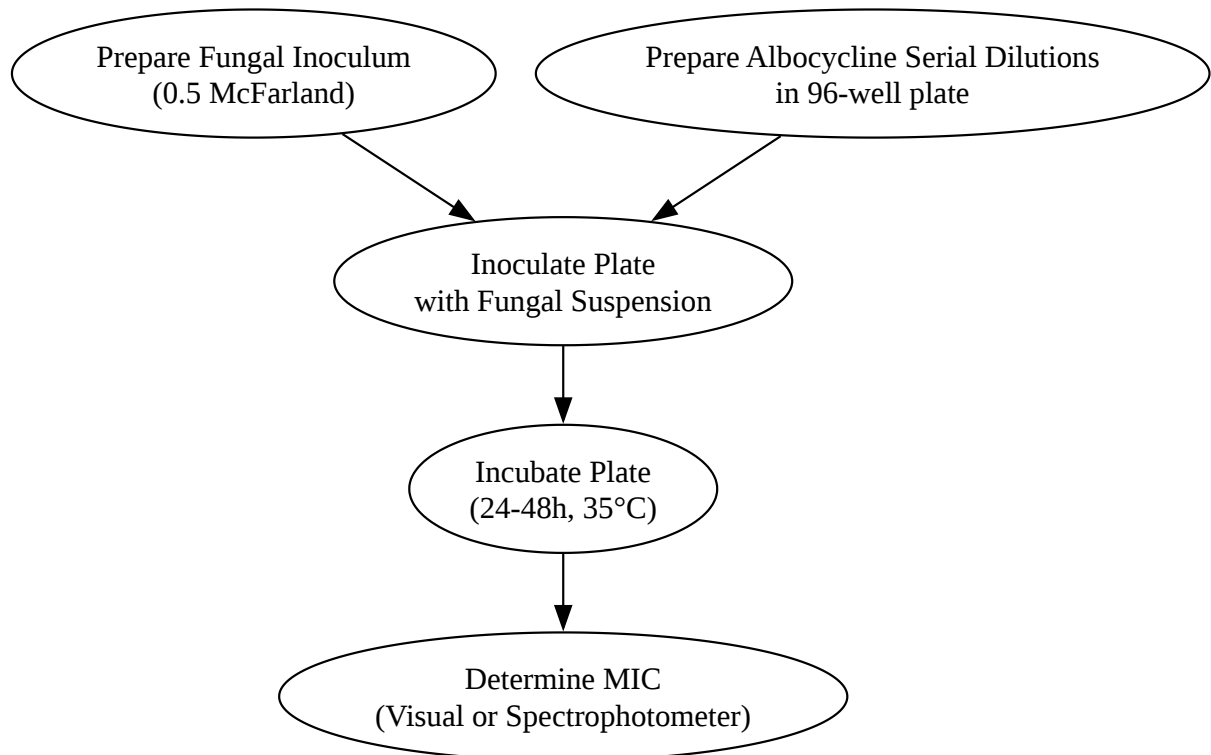 Prepare Fungal Inoculum
(0.5 McFarland)
Prepare Albocycline Serial Dilutions
in 96-well plate
Inoculate Plate
with Fungal Suspension
Incubate Plate
(24-48h, 35°C)
Determine MIC
(Visual or Spectrophotometer)